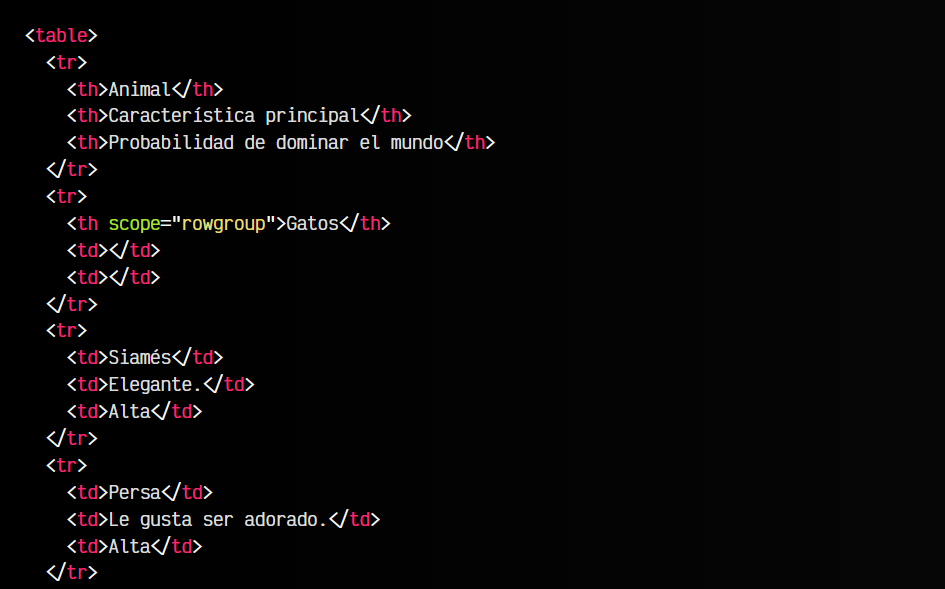 <table>
<tr>
<th>Animal</th>
<th>Característica principal</th>
<th>Probabilidad de dominar el mundo</th>
</tr>
<tr>
<th scope="rowgroup">Gatos</th>
<td></td>
<td></td>
</tr>
<tr>
<td>Siamés</td>
<td>Elegante.</td>
<td>Alta</td>
</tr>
<tr>
<td>Persa</td>
<td>Le gusta ser adorado.</td>
<td>Alta</td>
</tr>